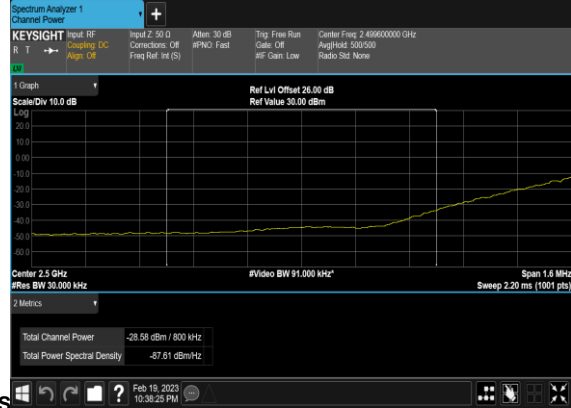 Spectrum Analyzer 1
Channel Power
+
KEYSIGHT
R T
Input: RF
Coupling: DC
Align: Off
Input Z: 50 Ω
Corrections: Off
Freq Ref: Int (S)
Atten: 30 dB
#PNO: Fast
Trig: Free Run
Gate: Off
#IF Gain: Low
Center Freq: 2.499600000 GHz
Avg|Hold: 500/500
Radio Std: None
1 Graph
Scale/Div 10.0 dB
Ref Lvl Offset 26.00 dB
Ref Value 30.00 dBm
Log
20.0
10.0
0.00
-10.0
-20.0
-30.0
-40.0
-50.0
-60.0
Center 2.5 GHz
#Res BW 30.000 kHz
#Video BW 91.000 kHz*
Span 1.6 MHz
Sweep 2.20 ms (1001 pts)
2 Metrics
Total Channel Power -28.58 dBm / 800 kHz
Total Power Spectral Density -87.61 dBm/Hz
s
?
Feb 19, 2023
10:38:25 PM